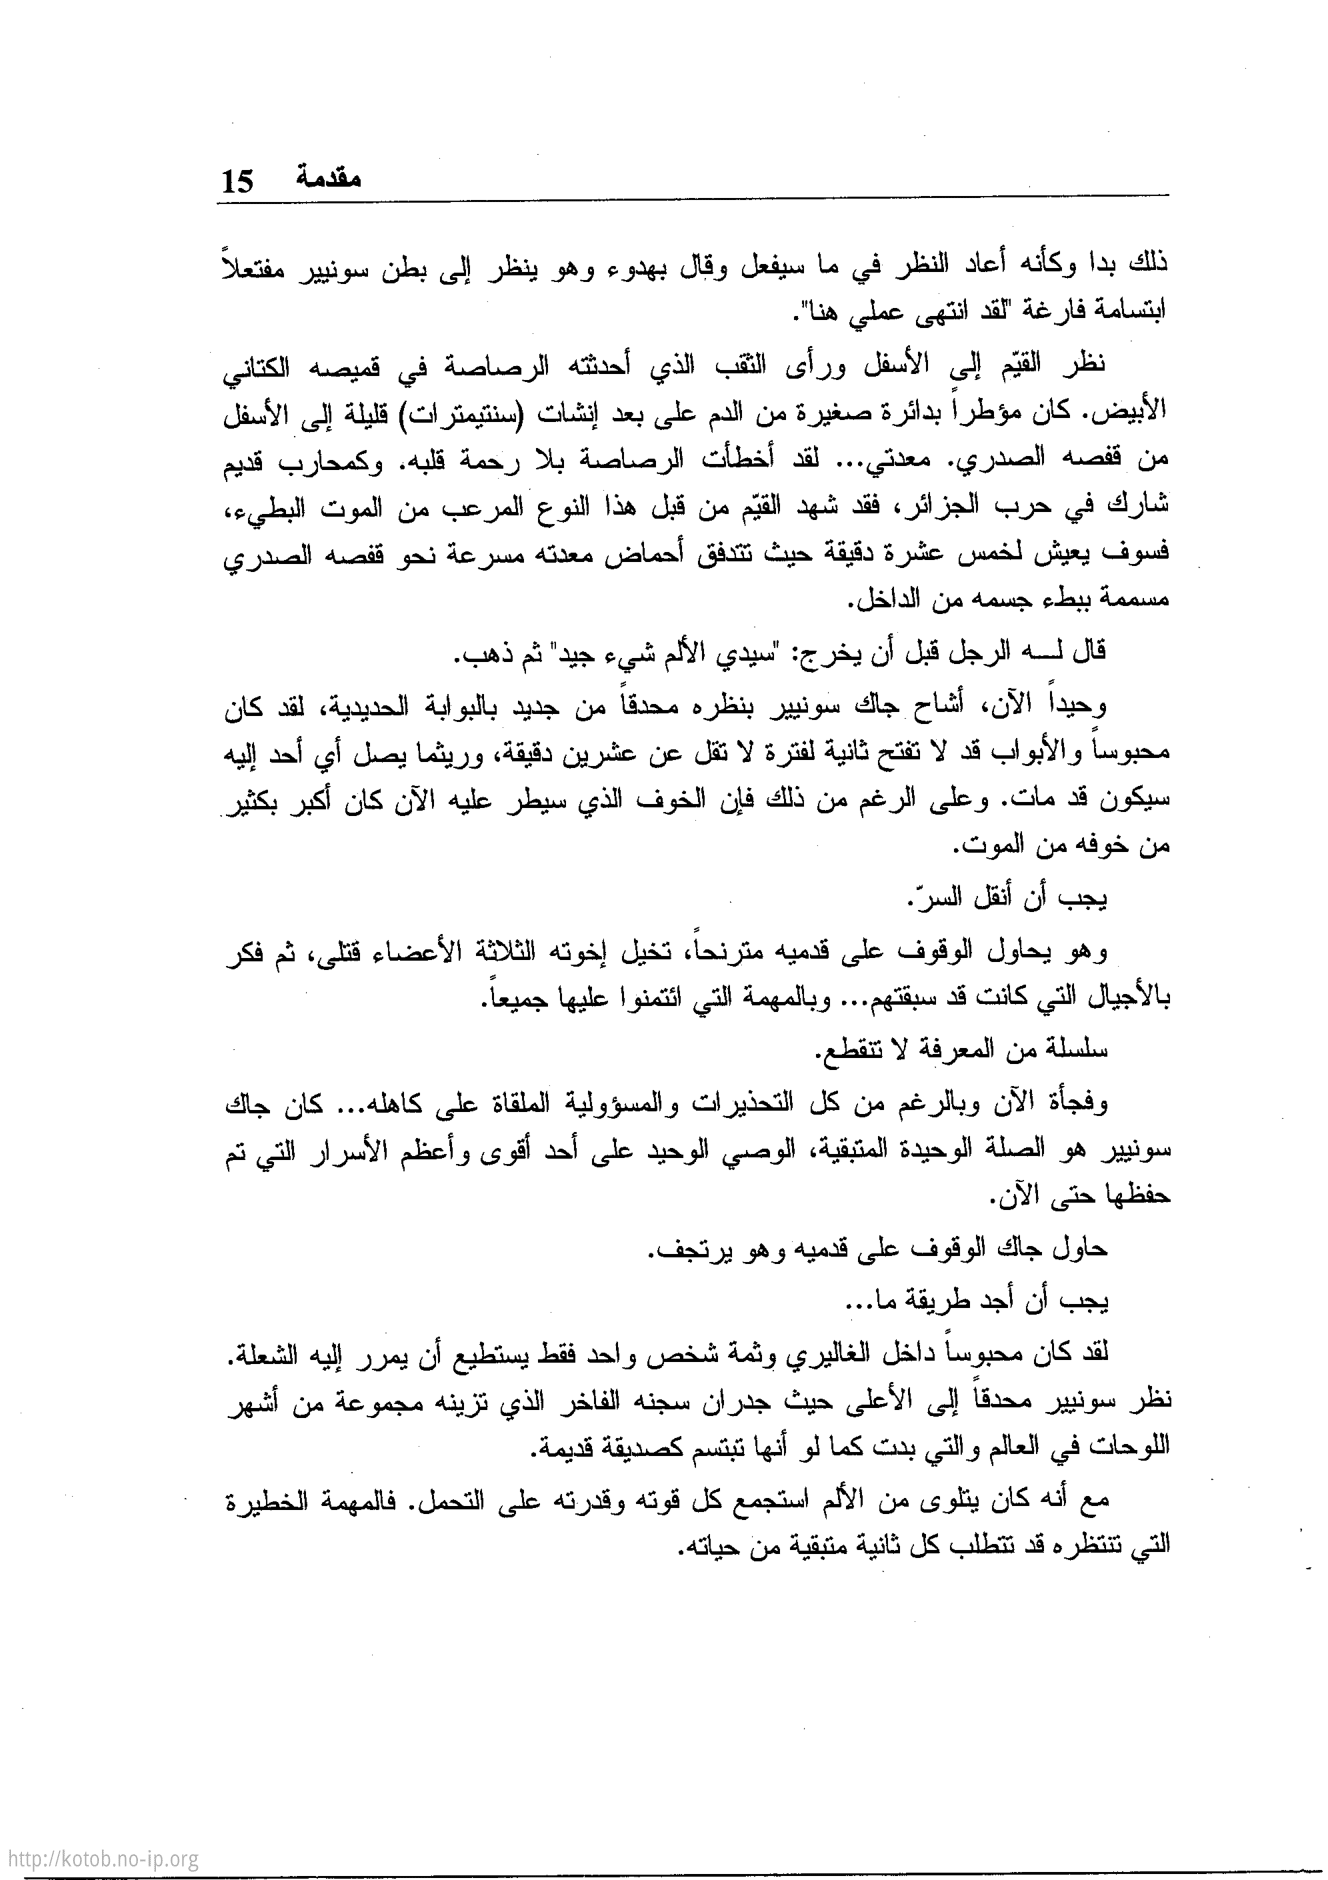 مقدمة 15
ذلك بدا وكأنه أعاد النظر في ما سيفعل وقال بهدوء وهو ينظر إلى بطن سونيير مفتعلاً
ابتسامة فارغة "لقد انتهى عملي هنا".
نظر القيّم إلى الأسفل ورأى الثقب الذي أحدثته الرصاصة في قميصه الكتاني
الأبيض. كان مؤطراً بدائرة صغيرة من الدم على بعد إنشات (سنتيمترات) قليلة إلى الأسفل
من قفصه الصدري. معدتي... لقد أخطأت الرصاصة بلا رحمة قلبه. وكمحارب قديم
شارك في حرب الجزائر، فقد شهد القيّم من قبل هذا النوع المرعب من الموت البطيء،
فسوف يعيش لخمس عشرة دقيقة حيث تتدفق أحماض معدته مسرعة نحو قفصه الصدري
مسممة ببطء جسمه من الداخل.
قال لـــه الرجل قبل أن يخرج: "سيدي الألم شيء جيد" ثم ذهب.
وحيداً الآن، أشاح جاك سونيير بنظره محدقاً من جديد بالبوابة الحديدية، لقد كان
محبوساً والأبواب قد لا تفتح ثانية لفترة لا تقل عن عشرين دقيقة، وريثما يصل أي أحد إليه
سيكون قد مات. وعلى الرغم من ذلك فإن الخوف الذي سيطر عليه الآن كان أكبر بكثير
من خوفه من الموت.
يجب أن أنقل السرّ.
وهو يحاول الوقوف على قدميه مترنحاً، تخيل إخوته الثلاثة الأعضاء قتلى، ثم فكر
بالأجيال التي كانت قد سبقتهم... وبالمهمة التي ائتمنوا عليها جميعاً.
سلسلة من المعرفة لا تتقطع.
وفجأة الآن وبالرغم من كل التحذيرات والمسؤولية الملقاة على كاهله... كان جاك
سونيير هو الصلة الوحيدة المتبقية، الوصي الوحيد على أحد أقوى وأعظم الأسرار التي تم
حفظها حتى الآن.
حاول جاك الوقوف على قدميه وهو يرتجف.
يجب أن أجد طريقة ما...
لقد كان محبوساً داخل الغاليري وثمة شخص واحد فقط يستطيع أن يمرر إليه الشعلة.
نظر سونيير محدقاً إلى الأعلى حيث جدران سجنه الفاخر الذي تزينه مجموعة من أشهر
اللوحات في العالم والتي بدت كما لو أنها تبتسم كصديقة قديمة.
مع أنه كان يتلوى من الألم استجمع كل قوته وقدرته على التحمل. فالمهمة الخطيرة
التي تنتظره قد تتطلب كل ثانية متبقية من حياته.
http://kotob.no-ip.org